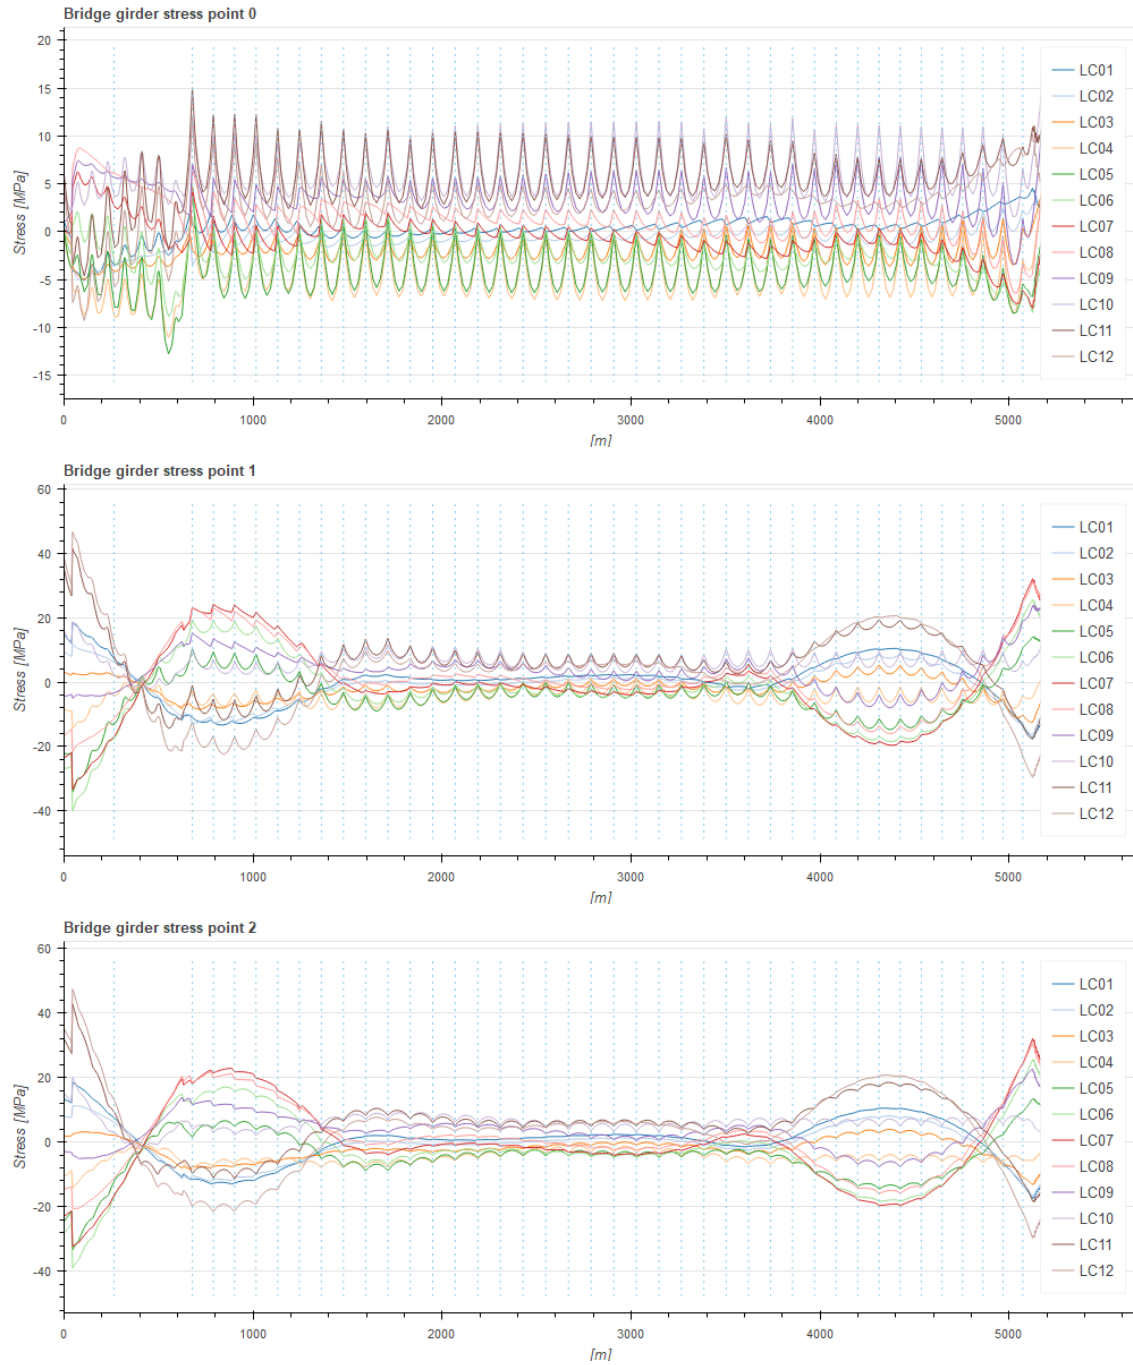 Bridge girder stress point 0
Stress [MPa]
20
15
10
5
0
-5
-10
-15
0
1000
2000
3000
4000
5000
[m]
LC01
LC02
LC03
LC04
LC05
LC06
LC07
LC08
LC09
LC10
LC11
LC12
Bridge girder stress point 1
Stress [MPa]
60
40
20
0
-20
-40
0
1000
2000
3000
4000
5000
[m]
LC01
LC02
LC03
LC04
LC05
LC06
LC07
LC08
LC09
LC10
LC11
LC12
Bridge girder stress point 2
Stress [MPa]
60
40
20
0
-20
-40
0
1000
2000
3000
4000
5000
[m]
LC01
LC02
LC03
LC04
LC05
LC06
LC07
LC08
LC09
LC10
LC11
LC12